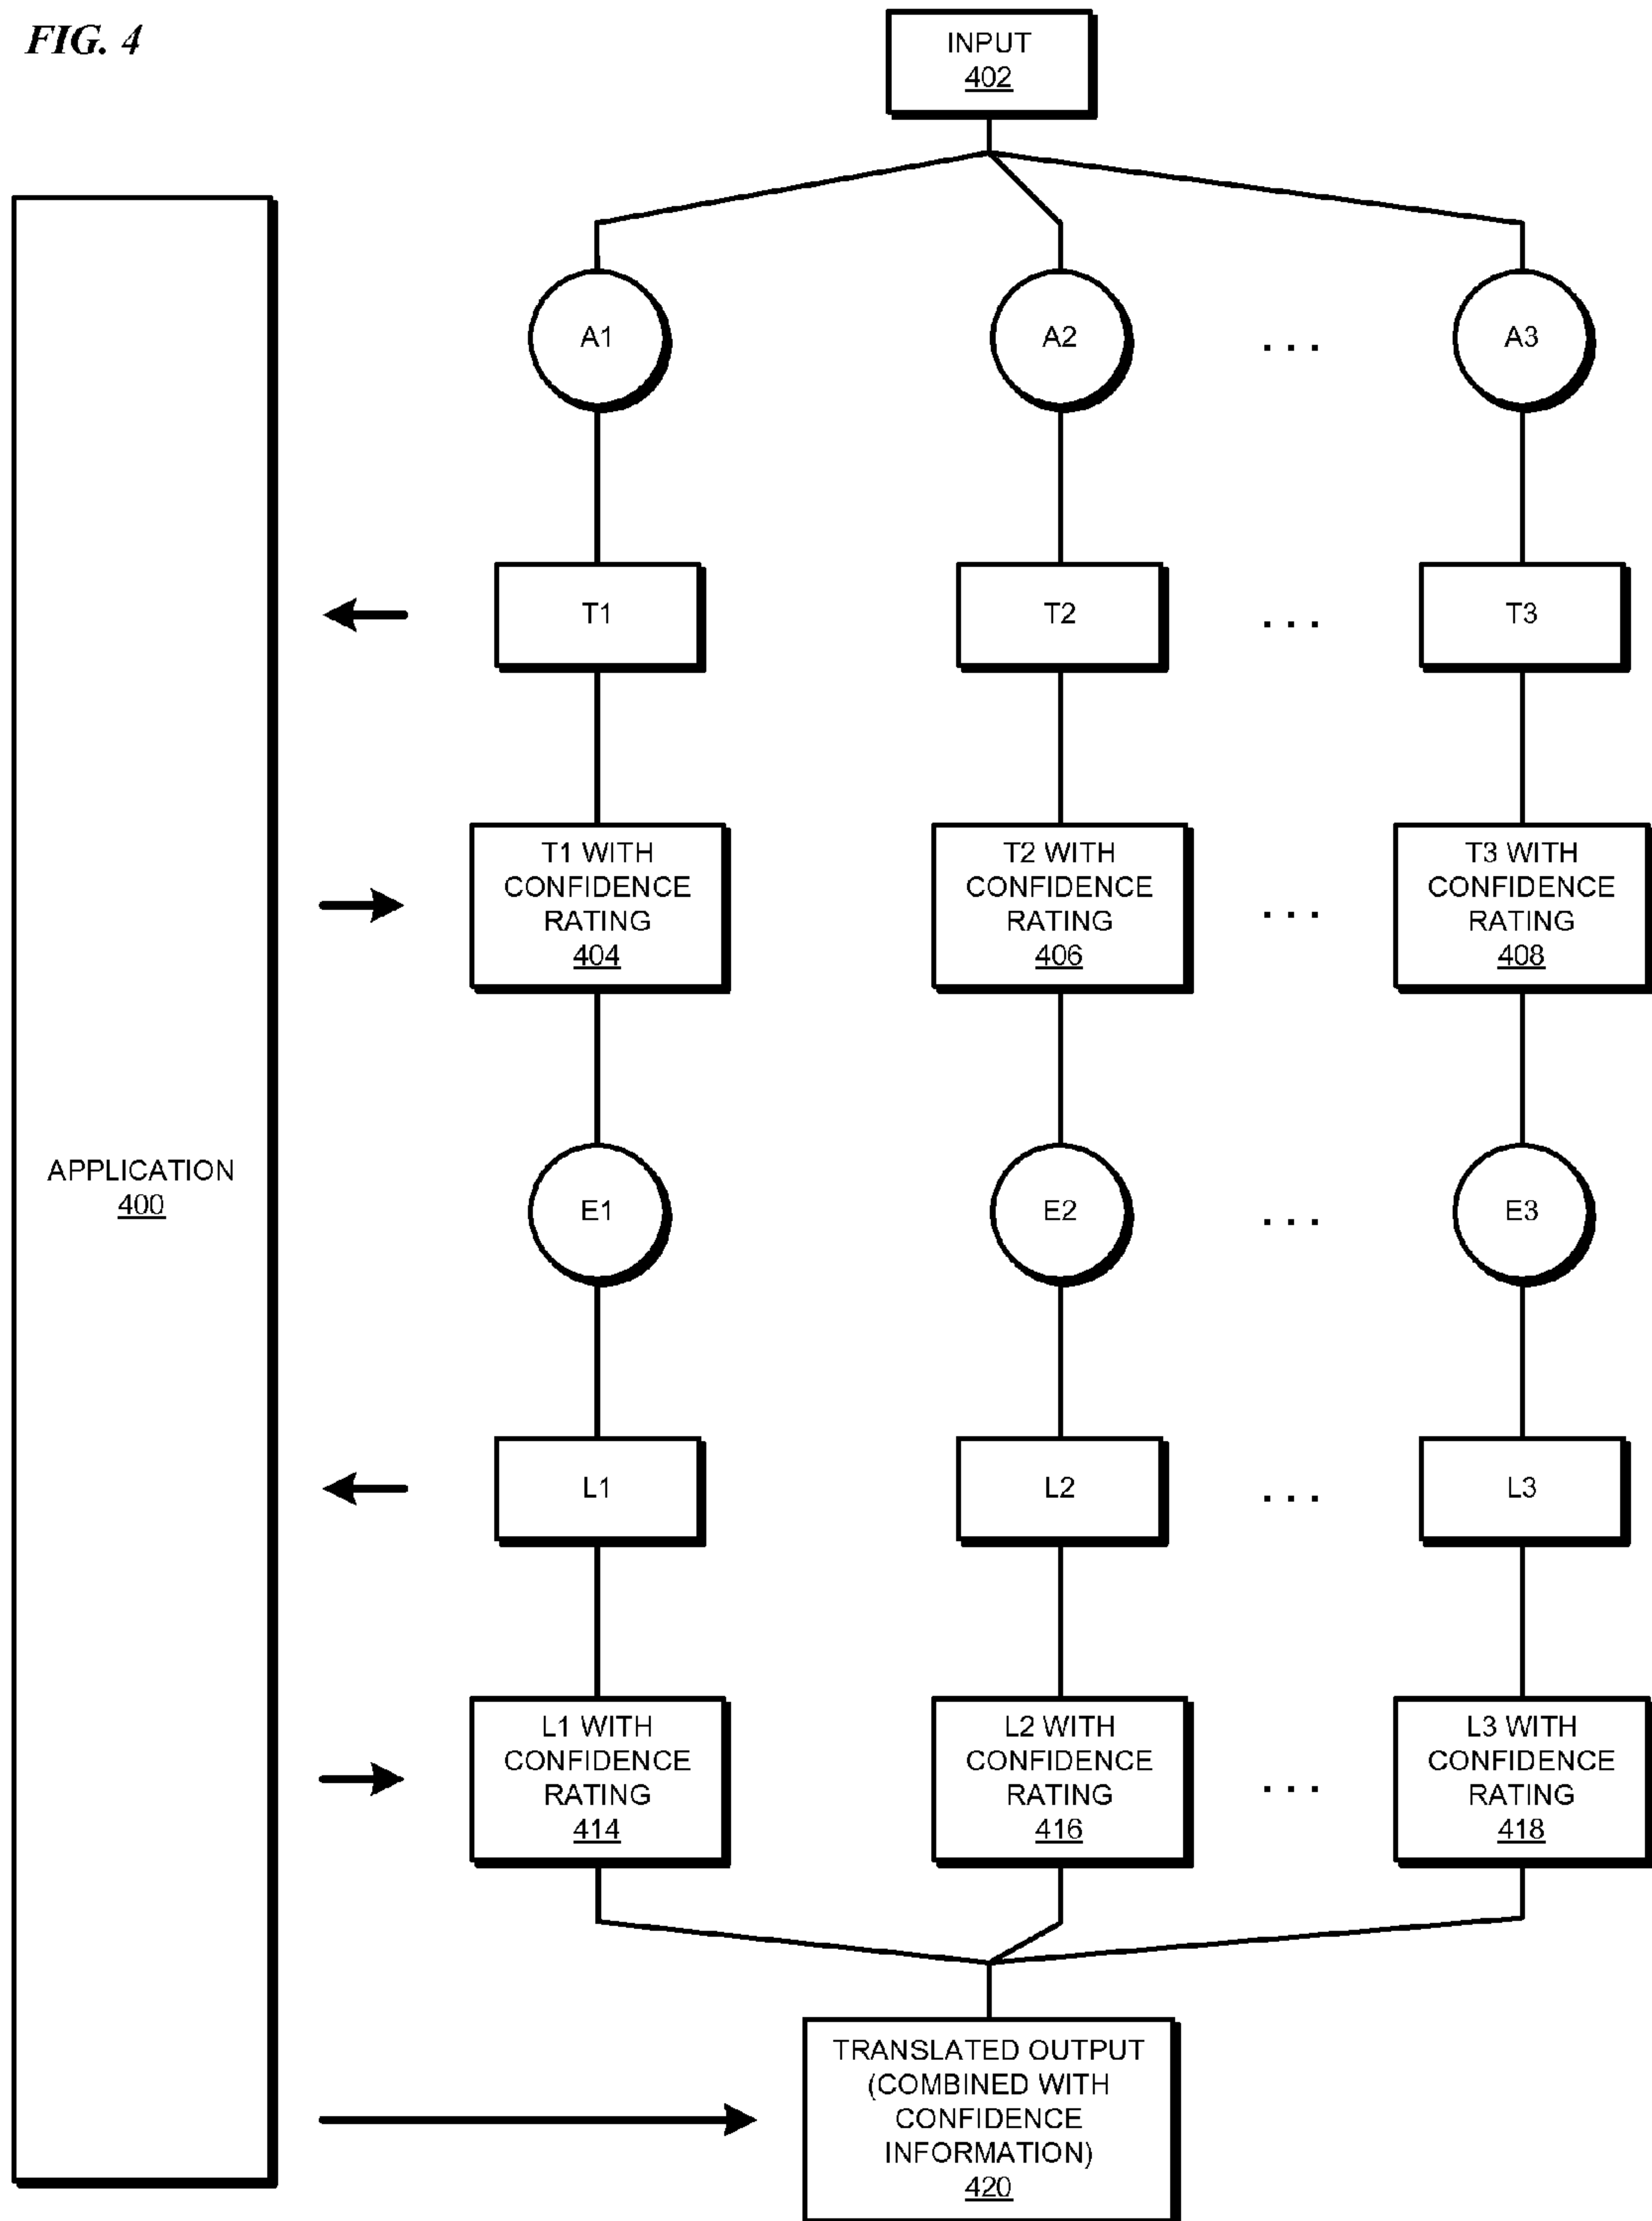 FIG. 4
INPUT
402
A1
A2
. . .
A3
T1
T2
. . .
T3
T1 WITH
CONFIDENCE
RATING
404
T2 WITH
CONFIDENCE
RATING
406
. . .
T3 WITH
CONFIDENCE
RATING
408
APPLICATION
400
E1
E2
. . .
E3
L1
L2
. . .
L3
L1 WITH
CONFIDENCE
RATING
414
L2 WITH
CONFIDENCE
RATING
416
. . .
L3 WITH
CONFIDENCE
RATING
418
TRANSLATED OUTPUT
(COMBINED WITH
CONFIDENCE
INFORMATION)
420